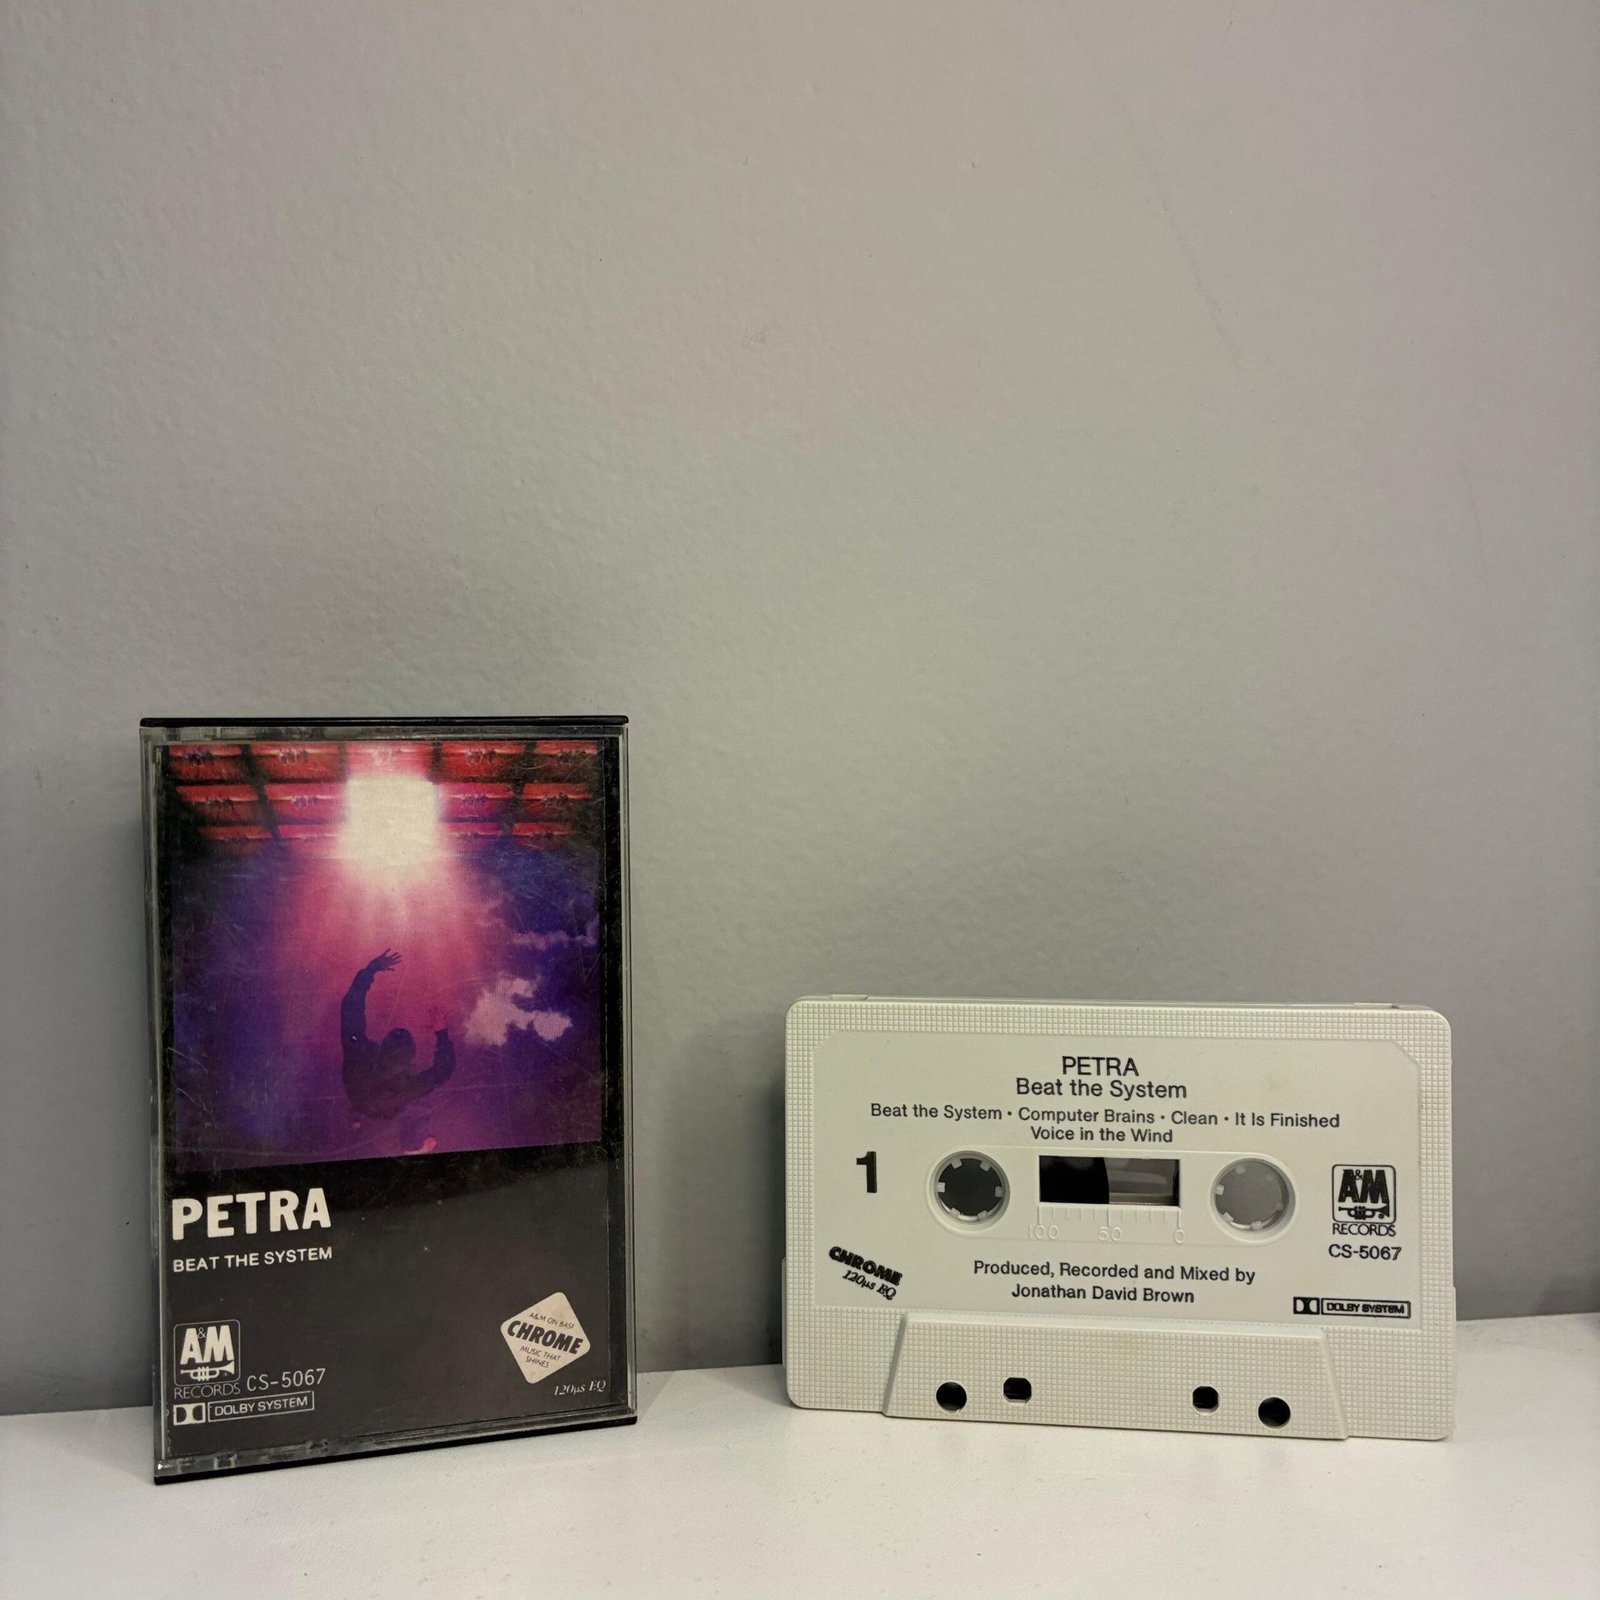 PETRA
BEAT THE SYSTEM
A&M
RECORDS CS-5067
DOLBY SYSTEM
A&M ON BASF
CHROME
MUSIC THAT
SHINES
120µs EQ
PETRA
Beat the System
Beat the System • Computer Brains • Clean • It Is Finished
Voice in the Wind
1
A&M
RECORDS
CS-5067
100 50 0
CHROME
120µs EQ
Produced, Recorded and Mixed by
Jonathan David Brown
DOLBY SYSTEM